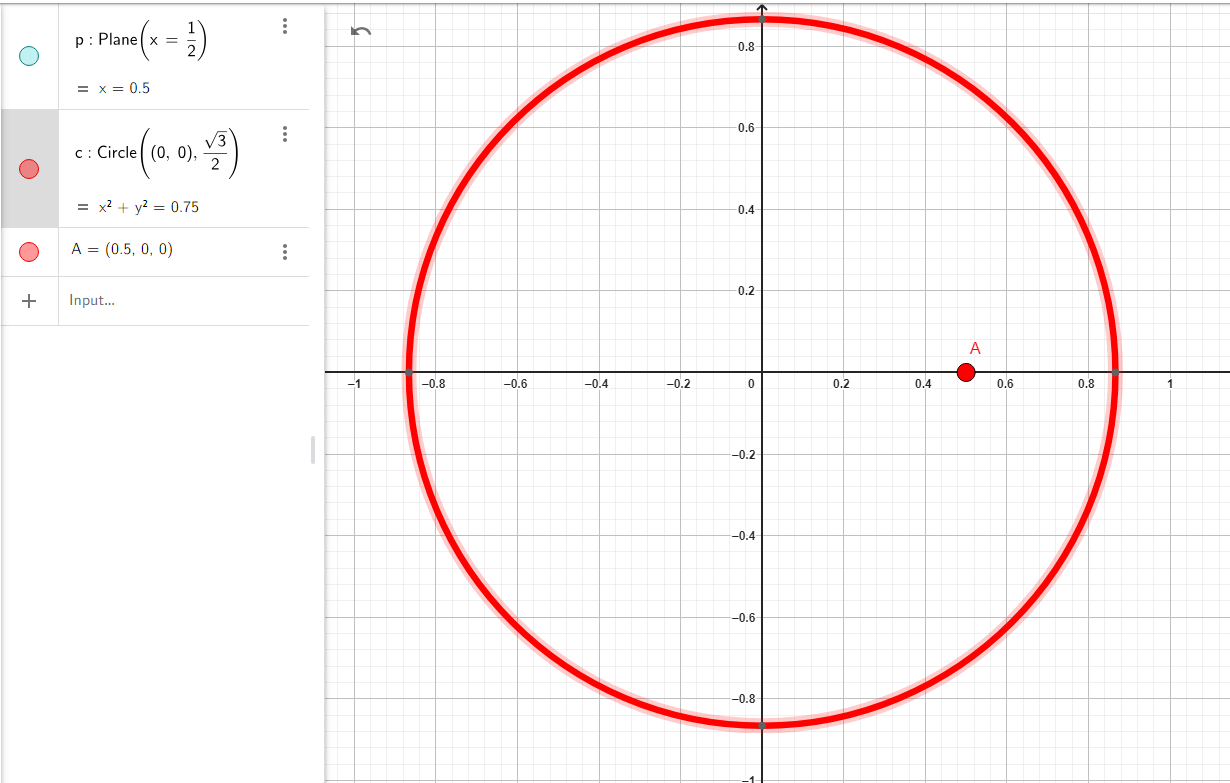 p : Plane(x = 1/2)
= x = 0.5
c : Circle((0, 0), √3/2)
= x² + y² = 0.75
A = (0.5, 0, 0)
+ Input...
0.8
0.6
0.4
0.2
A
−1 −0.8 −0.6 −0.4 −0.2 0 0.2 0.4 0.6 0.8 1
−0.2
−0.4
−0.6
−0.8
−1